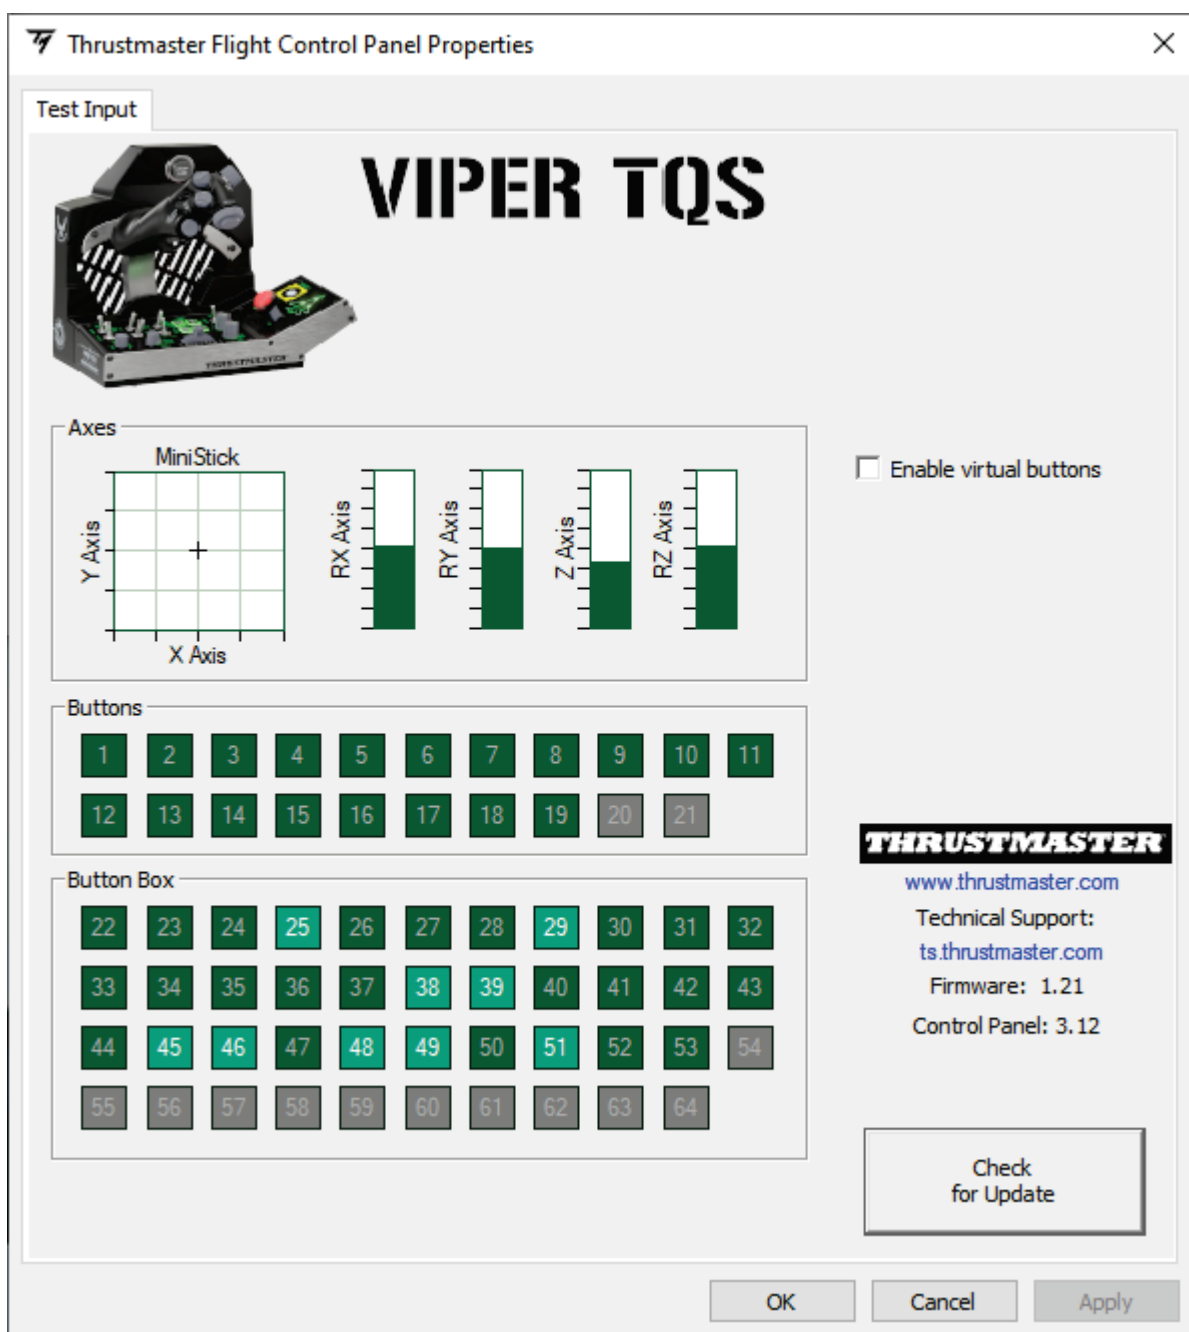 Thrustmaster Flight Control Panel Properties
Test Input
VIPER TQS
THRUSTMASTER
Axes
MiniStick
Y Axis
X Axis
RX Axis
RY Axis
Z Axis
RZ Axis
Enable virtual buttons
Buttons
1 2 3 4 5 6 7 8 9 10 11
12 13 14 15 16 17 18 19 20 21
Button Box
22 23 24 25 26 27 28 29 30 31 32
33 34 35 36 37 38 39 40 41 42 43
44 45 46 47 48 49 50 51 52 53 54
55 56 57 58 59 60 61 62 63 64
THRUSTMASTER
www.thrustmaster.com
Technical Support:
ts.thrustmaster.com
Firmware: 1.21
Control Panel: 3.12
Check
for Update
OK Cancel Apply